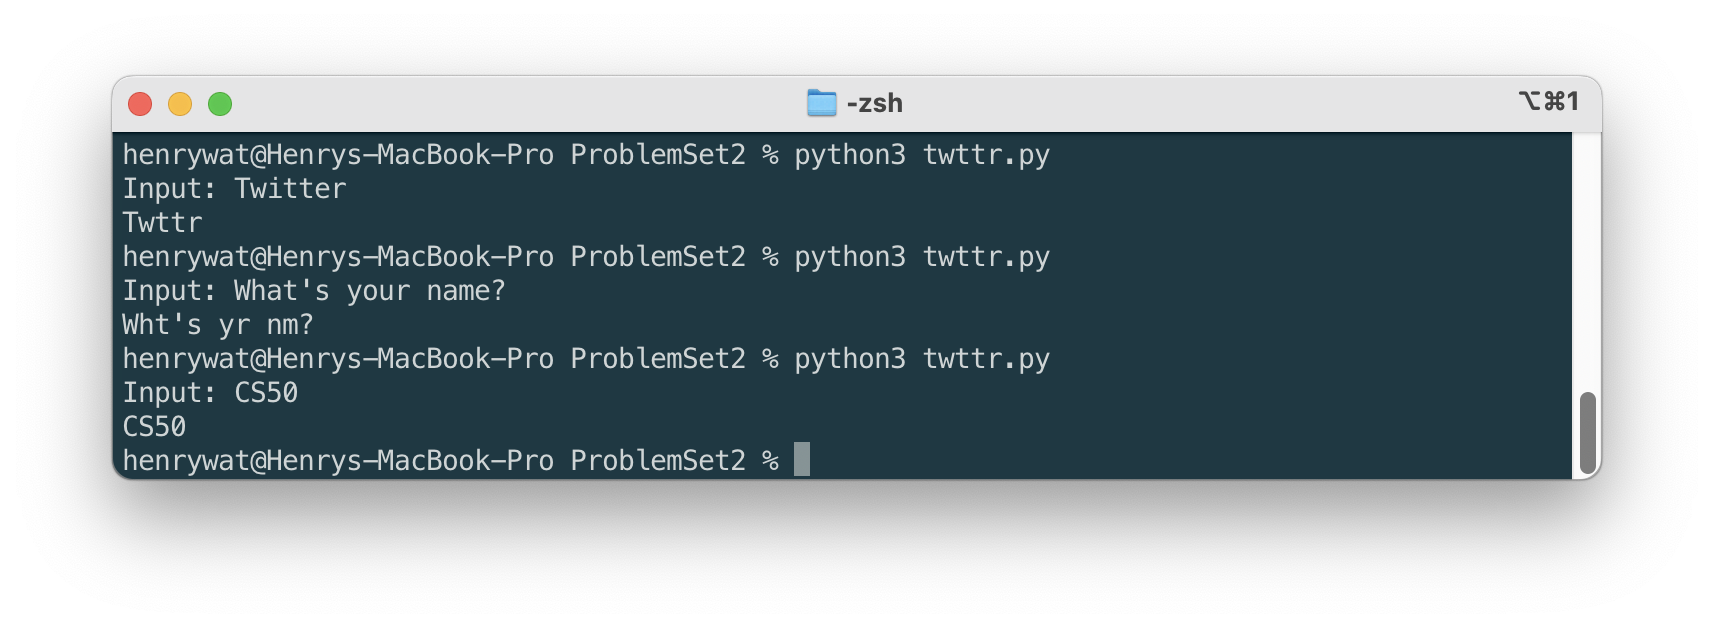 -zsh
⌥⌘1
henrywat@Henrys-MacBook-Pro ProblemSet2 % python3 twttr.py
Input: Twitter
Twttr
henrywat@Henrys-MacBook-Pro ProblemSet2 % python3 twttr.py
Input: What's your name?
Wht's yr nm?
henrywat@Henrys-MacBook-Pro ProblemSet2 % python3 twttr.py
Input: CS50
CS50
henrywat@Henrys-MacBook-Pro ProblemSet2 %